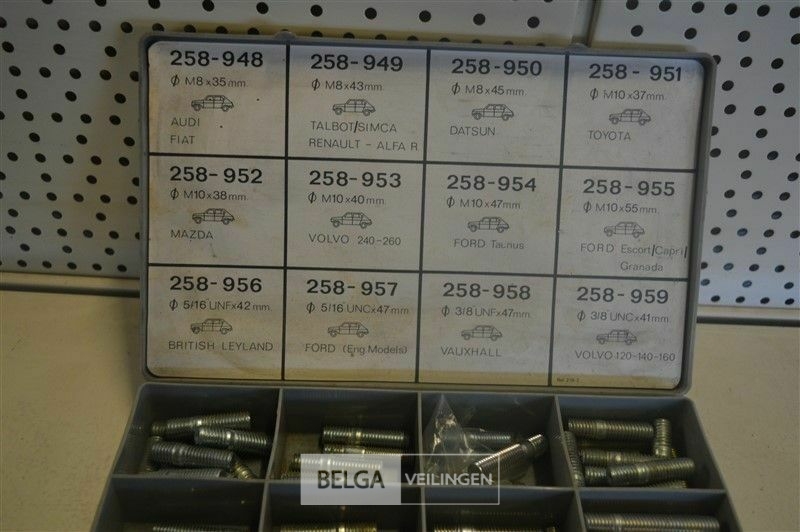 258-948
ϕ M8x35mm.
AUDI
FIAT
258-949
ϕ M8x43mm.
TALBOT/SIMCA
RENAULT - ALFA R
258-950
ϕ M8x45mm.
DATSUN
258 - 951
ϕ M10x37mm.
TOYOTA
258-952
ϕ M10x38mm.
MAZDA
258-953
ϕ M10x40mm.
VOLVO 240-260
258-954
ϕ M10x47mm.
FORD Taunus
258-955
ϕ M10x55mm.
FORD Escort/Capri/
Granada
258-956
ϕ 5/16"UNFx42mm.
BRITISH LEYLAND
258-957
ϕ 5/16"UNCx47mm.
FORD (Eng.Models)
258-958
ϕ 3/8"UNFx47mm.
VAUXHALL
258-959
ϕ 3/8"UNCx41mm.
VOLVO 120-140-160
BELGA VEILINGEN